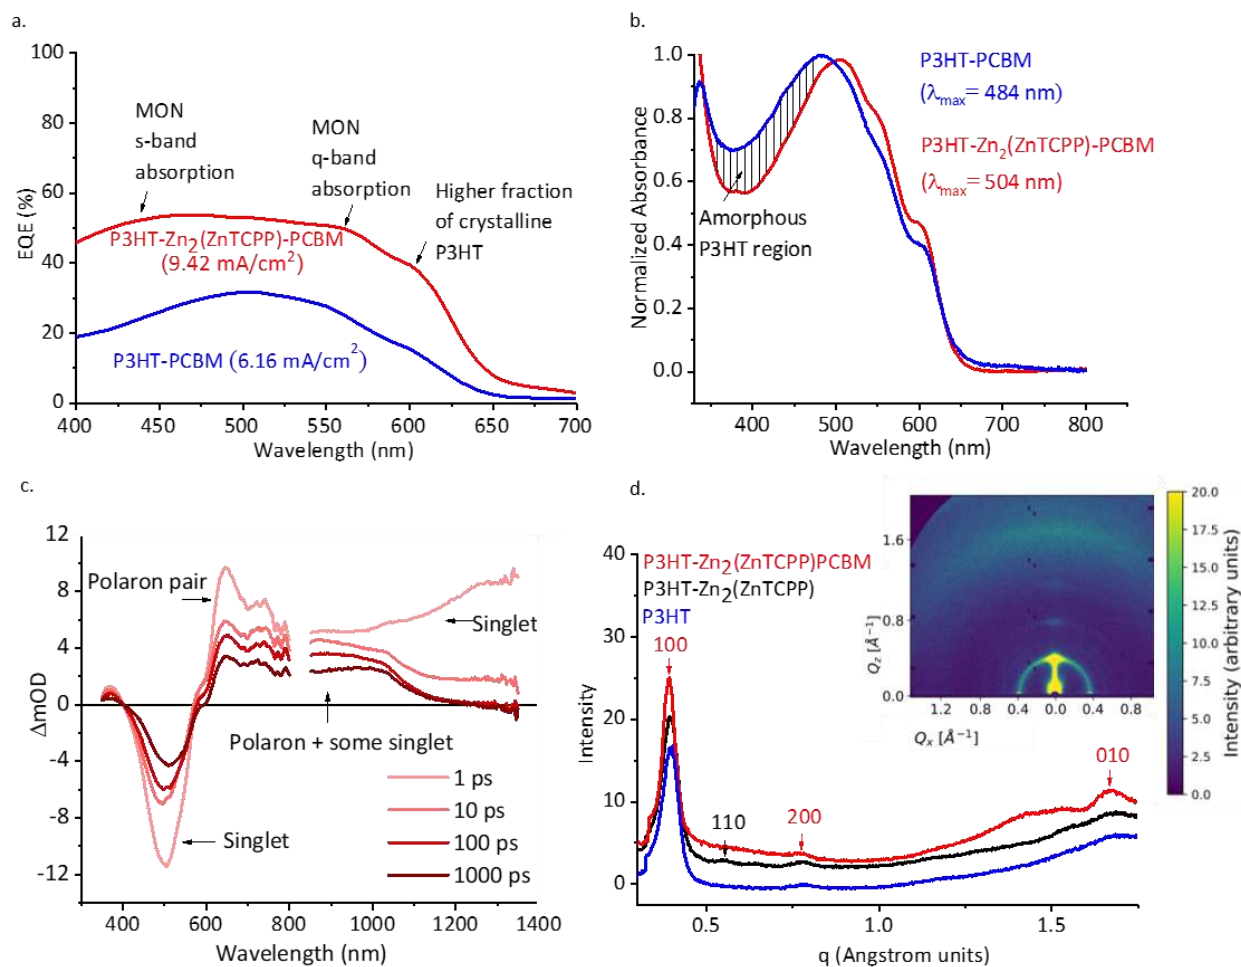 a.
100
80
60
40
20
0
EQE (%)
MON
s-band
absorption
MON
q-band
absorption
Higher fraction
of crystalline
P3HT
P3HT-Zn₂(ZnTCPP)-PCBM
(9.42 mA/cm²)
P3HT-PCBM (6.16 mA/cm²)
400 450 500 550 600 650 700
Wavelength (nm)
b.
1.0
0.8
0.6
0.4
0.2
0.0
Normalized Absorbance
P3HT-PCBM
(λmax= 484 nm)
P3HT-Zn₂(ZnTCPP)-PCBM
(λmax= 504 nm)
Amorphous
P3HT region
400 500 600 700 800
Wavelength (nm)
c.
12
8
4
0
-4
-8
-12
ΔmOD
Polaron pair
Singlet
Polaron + some singlet
Singlet
1 ps
10 ps
100 ps
1000 ps
400 600 800 1000 1200 1400
Wavelength (nm)
d.
40
30
20
10
0
Intensity
P3HT-Zn₂(ZnTCPP)PCBM
P3HT-Zn₂(ZnTCPP)
P3HT
100
110
200
010
0.5 1.0 1.5
q (Angstrom units)
1.6
0.8
0.0
Qz [Å⁻¹]
1.2 0.4 0.0 0.4 0.8
Qx [Å⁻¹]
20.0
17.5
15.0
12.5
10.0
7.5
5.0
2.5
0.0
Intensity (arbitrary units)